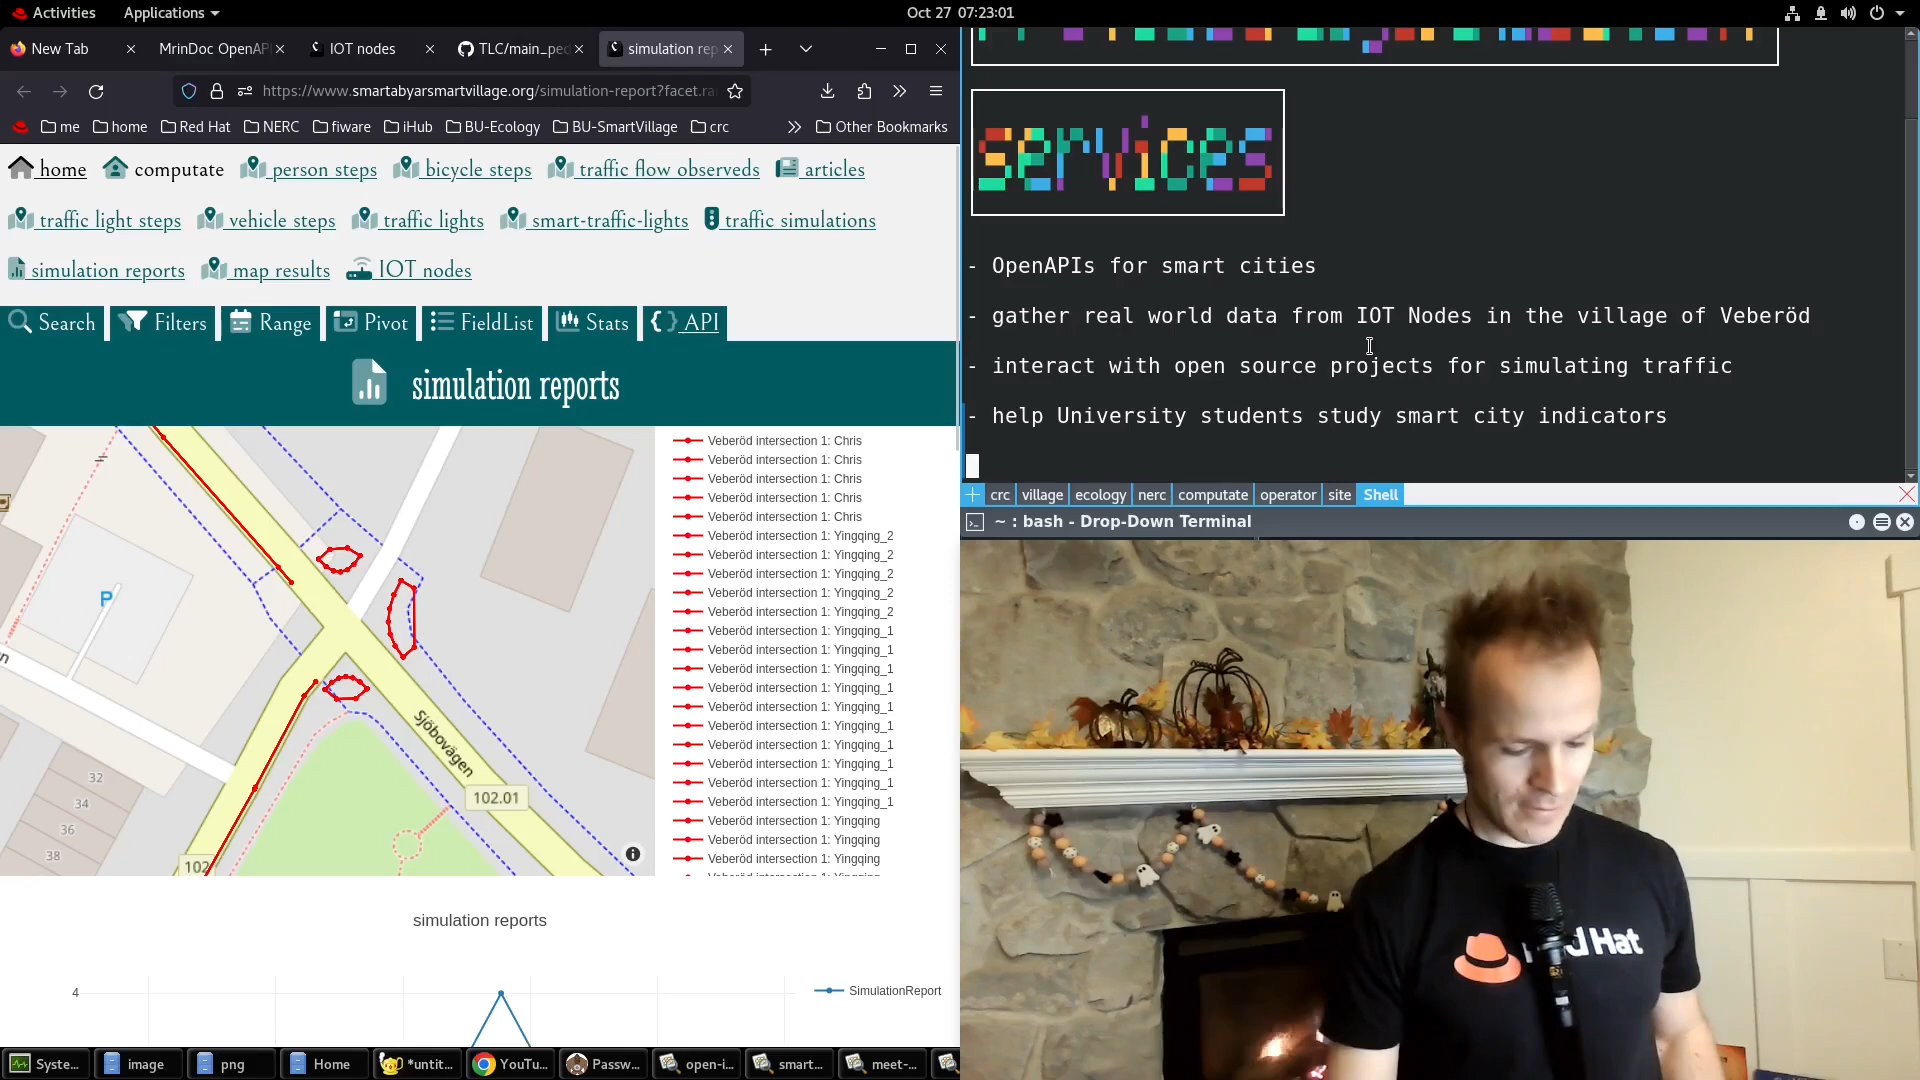 Activities
Applications
Oct 27 07:23:01
New Tab
MrinDoc OpenAP
IOT nodes
TLC/main_ped
simulation rep
https://www.smartabyarsmartvillage.org/simulation-report?facet.ra
me
home
Red Hat
NERC
fiware
iHub
BU-Ecology
BU-SmartVillage
crc
Other Bookmarks
home
computate
person steps
bicycle steps
traffic flow observeds
articles
traffic light steps
vehicle steps
traffic lights
smart-traffic-lights
traffic simulations
simulation reports
map results
IOT nodes
Search
Filters
Range
Pivot
FieldList
Stats
API
simulation reports
P
Sjöbovägen
102.01
102
32
34
36
38
Veberöd intersection 1: Chris
Veberöd intersection 1: Chris
Veberöd intersection 1: Chris
Veberöd intersection 1: Chris
Veberöd intersection 1: Chris
Veberöd intersection 1: Yingqing_2
Veberöd intersection 1: Yingqing_2
Veberöd intersection 1: Yingqing_2
Veberöd intersection 1: Yingqing_2
Veberöd intersection 1: Yingqing_2
Veberöd intersection 1: Yingqing_1
Veberöd intersection 1: Yingqing_1
Veberöd intersection 1: Yingqing_1
Veberöd intersection 1: Yingqing_1
Veberöd intersection 1: Yingqing_1
Veberöd intersection 1: Yingqing_1
Veberöd intersection 1: Yingqing_1
Veberöd intersection 1: Yingqing_1
Veberöd intersection 1: Yingqing_1
Veberöd intersection 1: Yingqing_1
Veberöd intersection 1: Yingqing
Veberöd intersection 1: Yingqing
Veberöd intersection 1: Yingqing
simulation reports
4
SimulationReport
Syste...
image
png
Home
*untit...
YouTu...
Passw...
open-i...
smart...
meet-...
services
- OpenAPIs for smart cities
- gather real world data from IOT Nodes in the village of Veberöd
- interact with open source projects for simulating traffic
- help University students study smart city indicators
crc
village
ecology
nerc
computate
operator
site
Shell
~ : bash - Drop-Down Terminal
d Hat